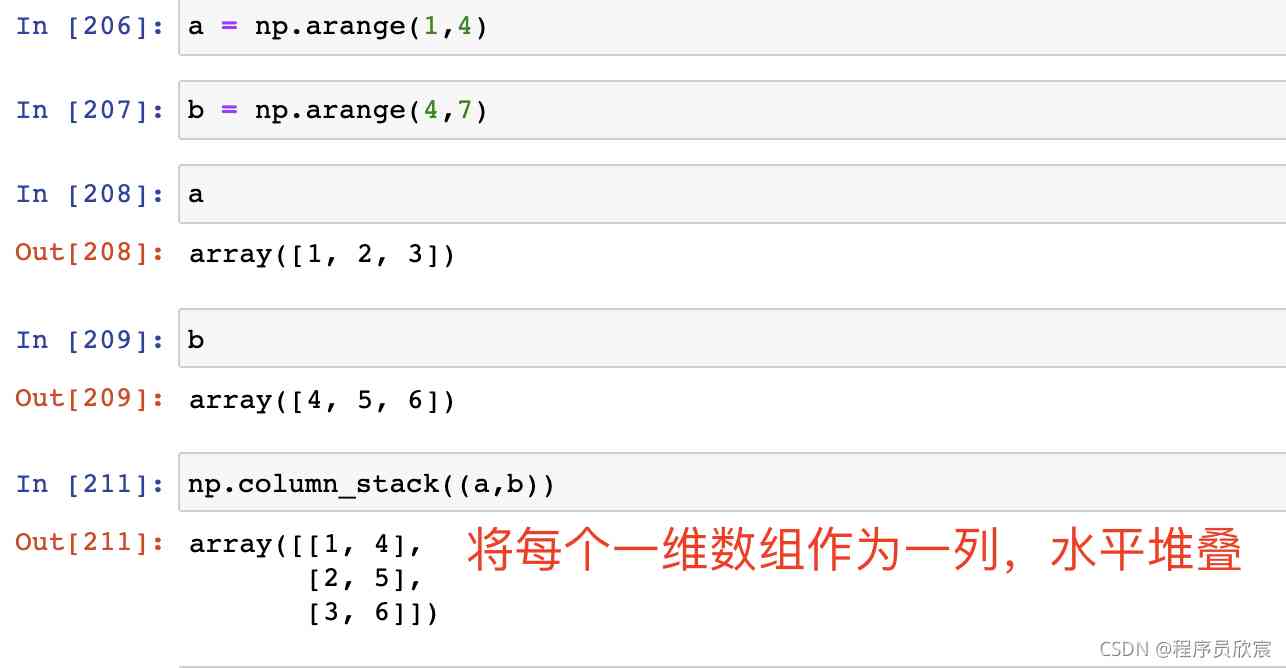 In [206]: a = np.arange(1,4)
In [207]: b = np.arange(4,7)
In [208]: a
Out[208]: array([1, 2, 3])
In [209]: b
Out[209]: array([4, 5, 6])
In [211]: np.column_stack((a,b))
Out[211]: array([[1, 4], 将每个一维数组作为一列，水平堆叠
[2, 5],
[3, 6]])
CSDN @程序员欣宸